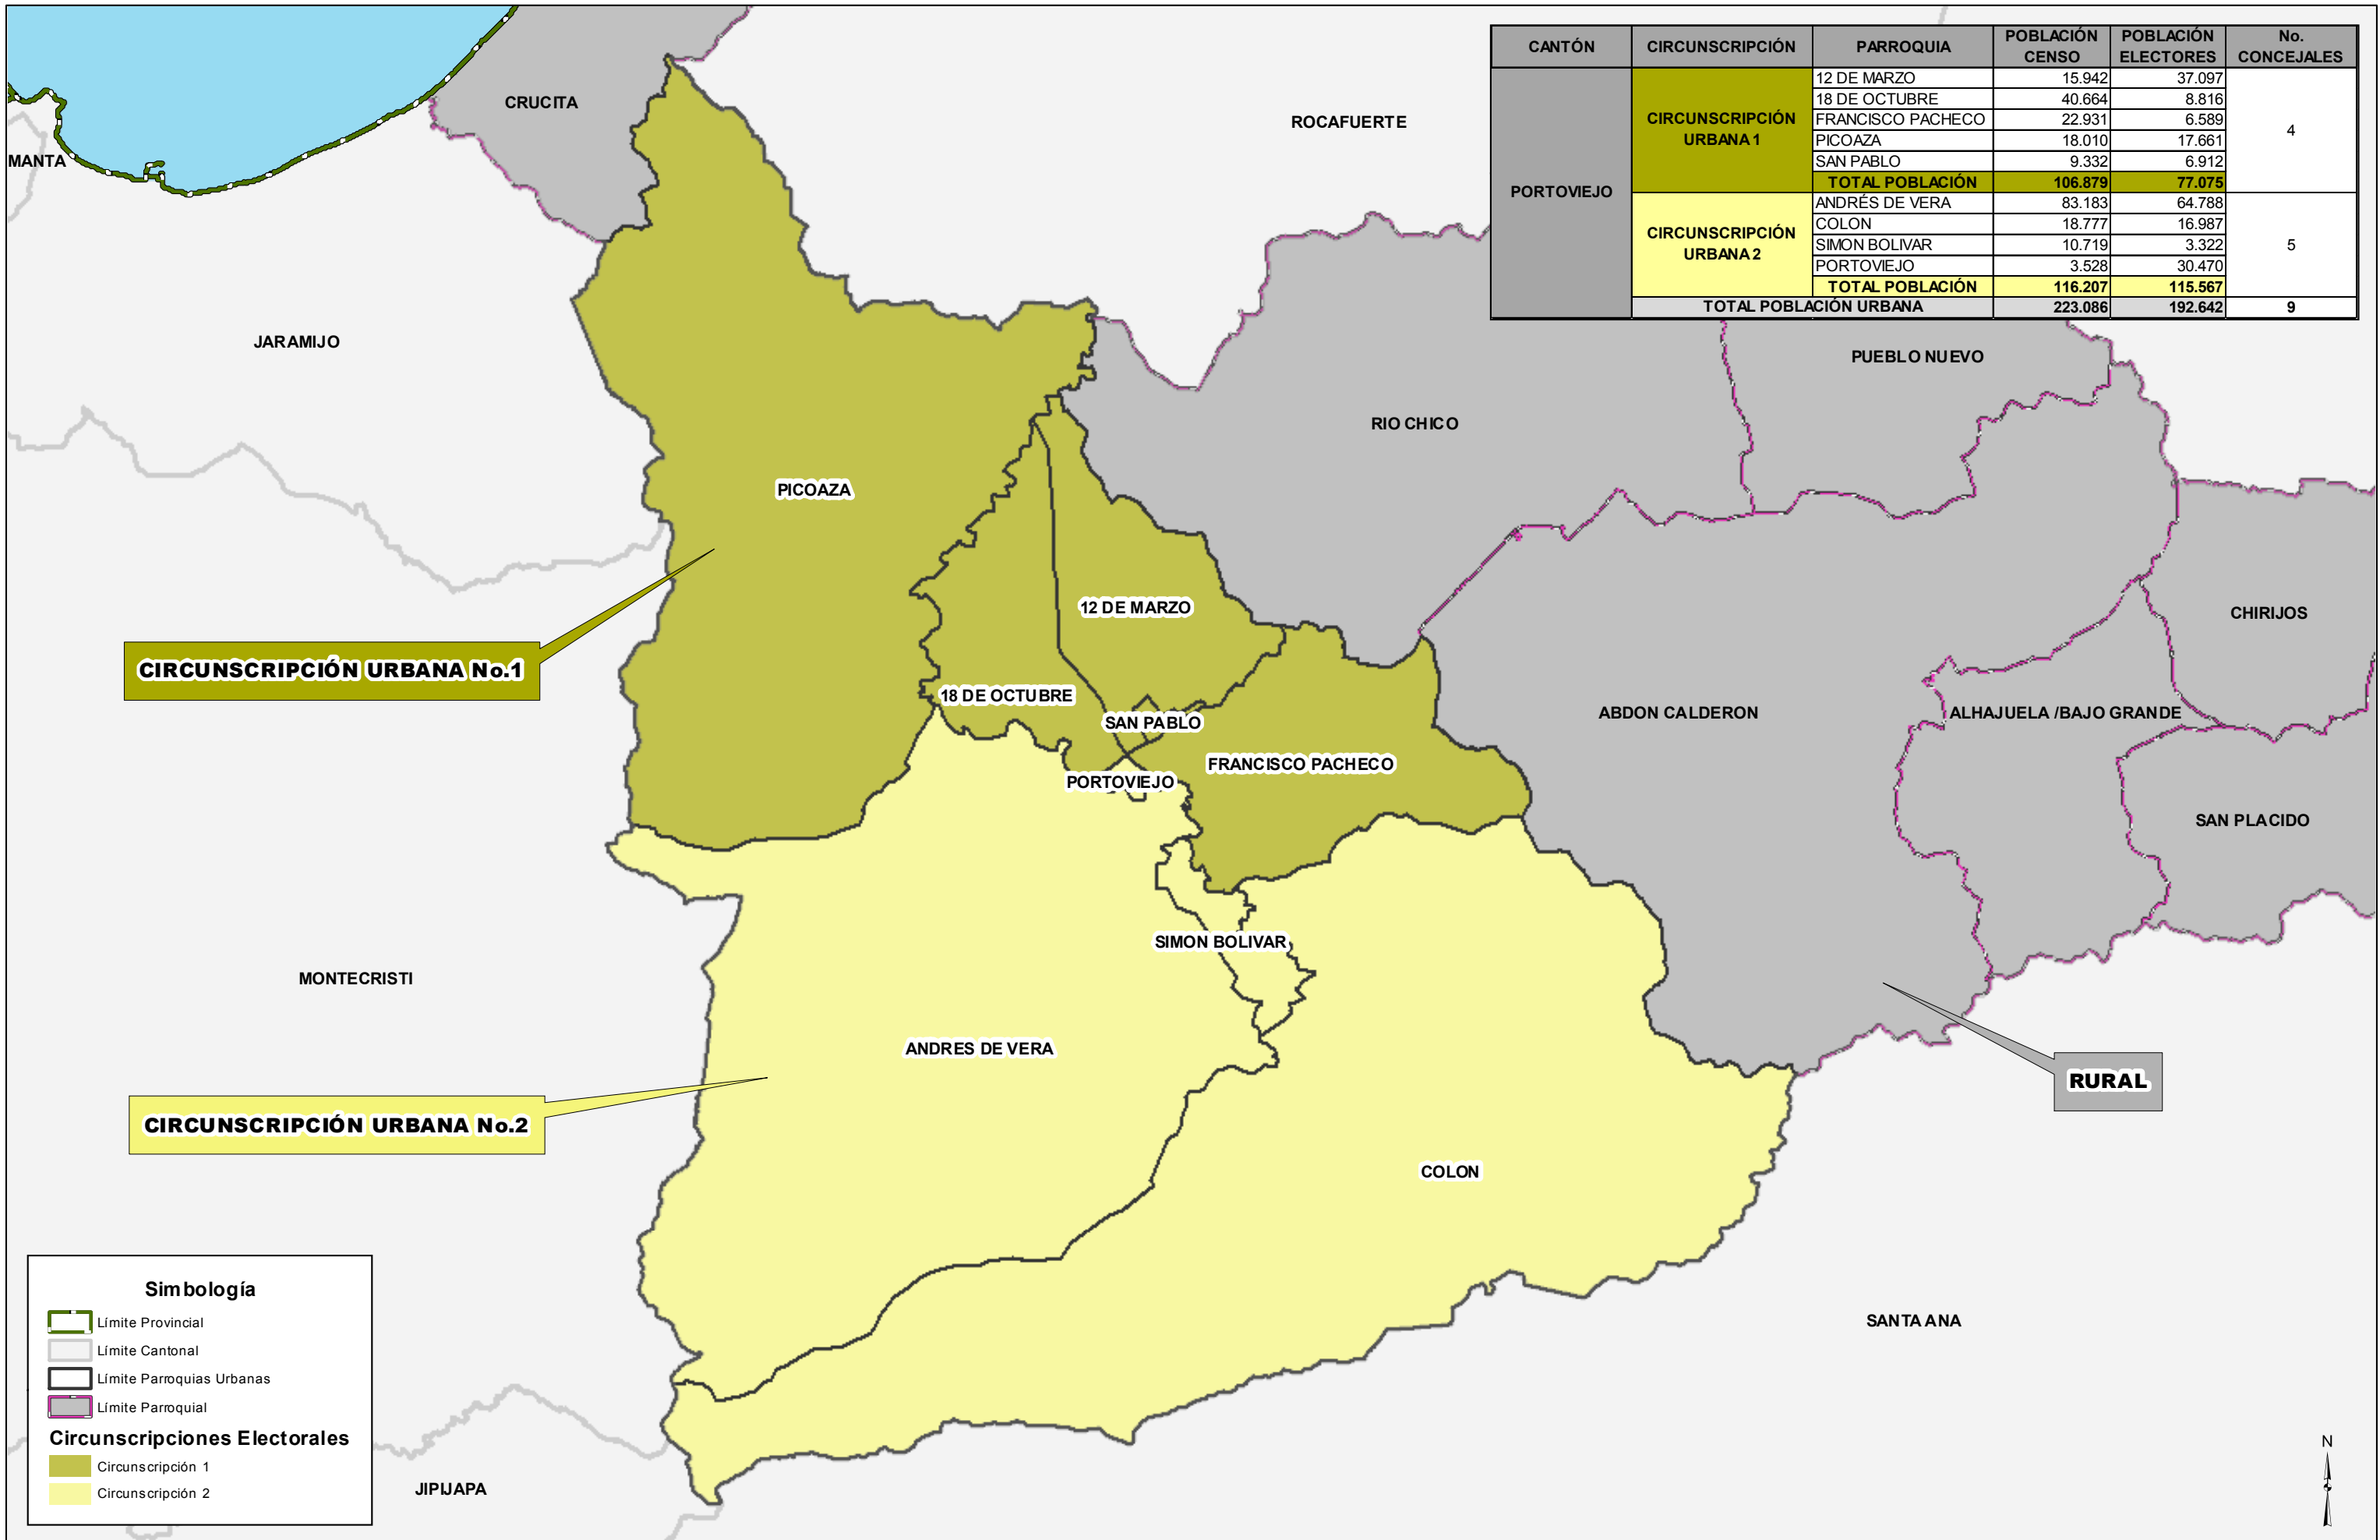 CANTÓN CIRCUNSCRIPCIÓN PARROQUIA POBLACIÓN CENSO POBLACIÓN ELECTORES No. CONCEJALES
PORTOVIEJO
CIRCUNSCRIPCIÓN URBANA 1
12 DE MARZO 15.942 37.097
18 DE OCTUBRE 40.664 8.816
FRANCISCO PACHECO 22.931 6.589
PICOAZA 18.010 17.661
SAN PABLO 9.332 6.912
TOTAL POBLACIÓN 106.879 77.075
4
CIRCUNSCRIPCIÓN URBANA 2
ANDRÉS DE VERA 83.183 64.788
COLON 18.777 16.987
SIMON BOLIVAR 10.719 3.322
PORTOVIEJO 3.528 30.470
TOTAL POBLACIÓN 116.207 115.567
5
TOTAL POBLACIÓN URBANA 223.086 192.642 9
CRUCITA
ROCAFUERTE
MANTA
JARAMIJO
PUEBLO NUEVO
RIO CHICO
PICOAZA
12 DE MARZO
CHIRIJOS
CIRCUNSCRIPCIÓN URBANA No.1
18 DE OCTUBRE
SAN PABLO
ABDON CALDERON
ALHAJUELA /BAJO GRANDE
FRANCISCO PACHECO
PORTOVIEJO
SAN PLACIDO
SIMON BOLIVAR
MONTECRISTI
ANDRES DE VERA
RURAL
CIRCUNSCRIPCIÓN URBANA No.2
COLON
SANTA ANA
JIPIJAPA
Simbología
Límite Provincial
Límite Cantonal
Límite Parroquias Urbanas
Límite Parroquial
Circunscripciones Electorales
Circunscripción 1
Circunscripción 2
N